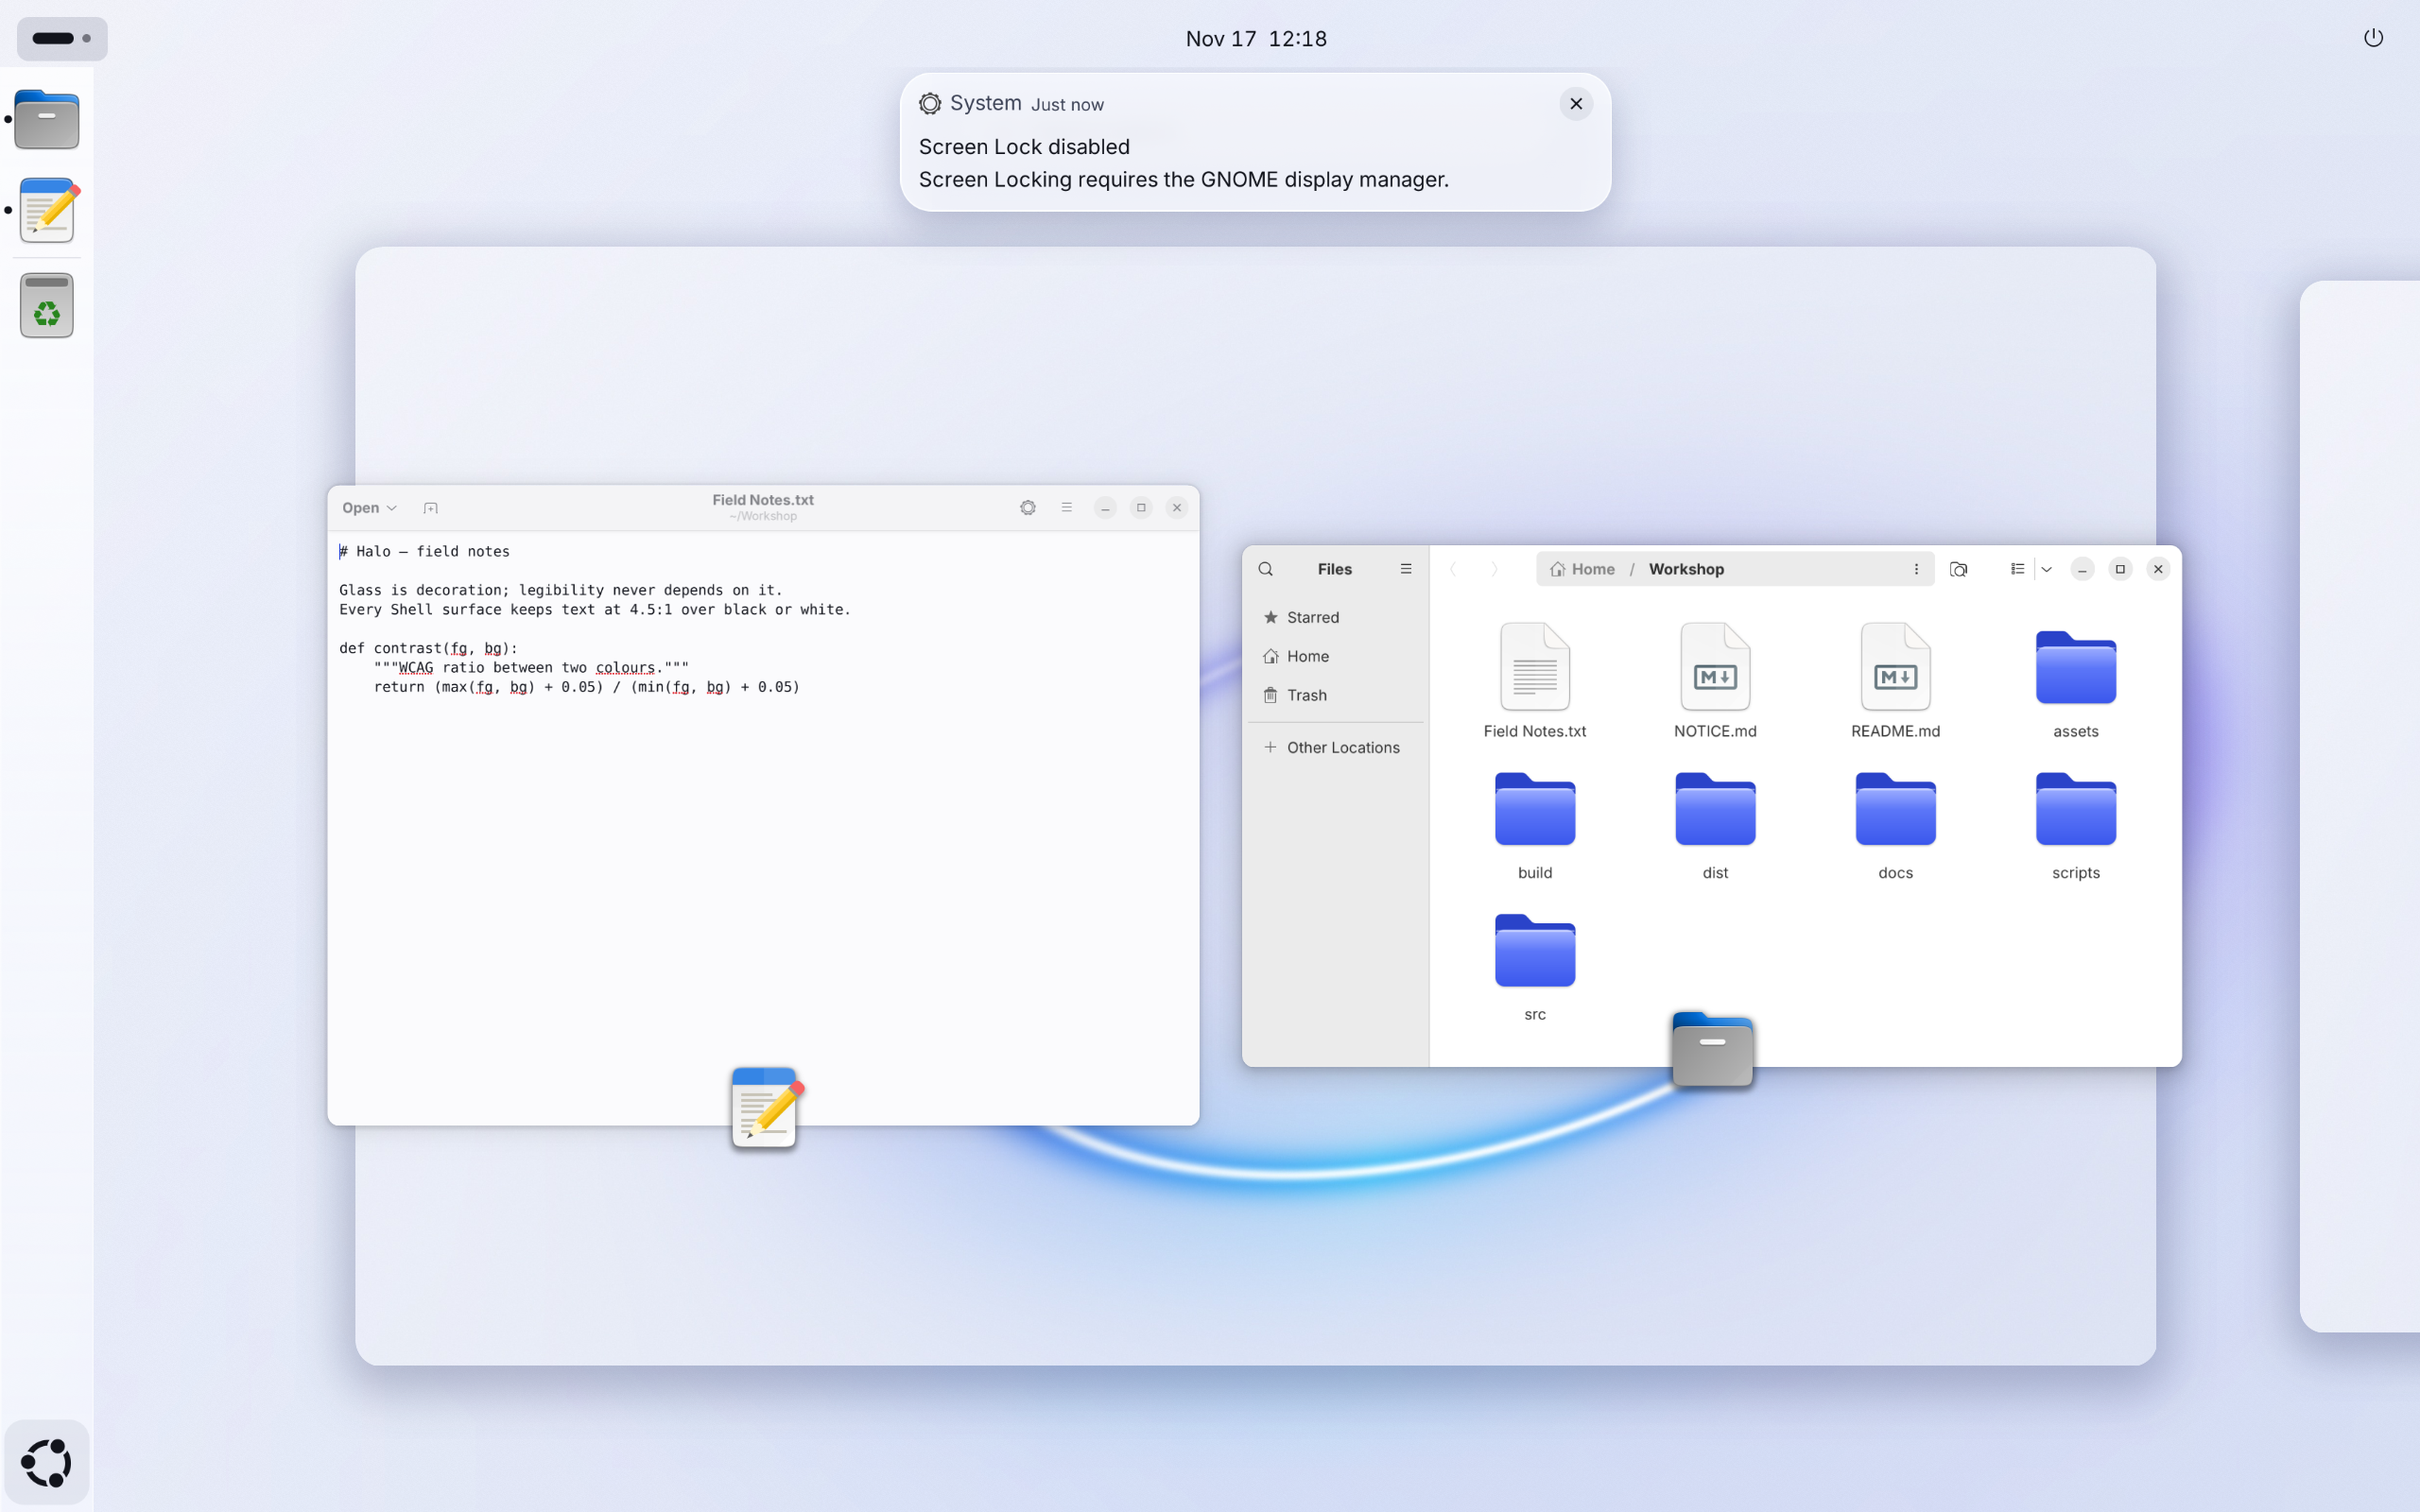 Nov 17 12:18
System Just now
Screen Lock disabled
Screen Locking requires the GNOME display manager.
Open
Field Notes.txt
~/Workshop
# Halo — field notes
Glass is decoration; legibility never depends on it.
Every Shell surface keeps text at 4.5:1 over black or white.
def contrast(fg, bg):
"""WCAG ratio between two colours."""
return (max(fg, bg) + 0.05) / (min(fg, bg) + 0.05)
Files
Home / Workshop
Starred
Home
Trash
Other Locations
Field Notes.txt
NOTICE.md
README.md
assets
build
dist
docs
scripts
src